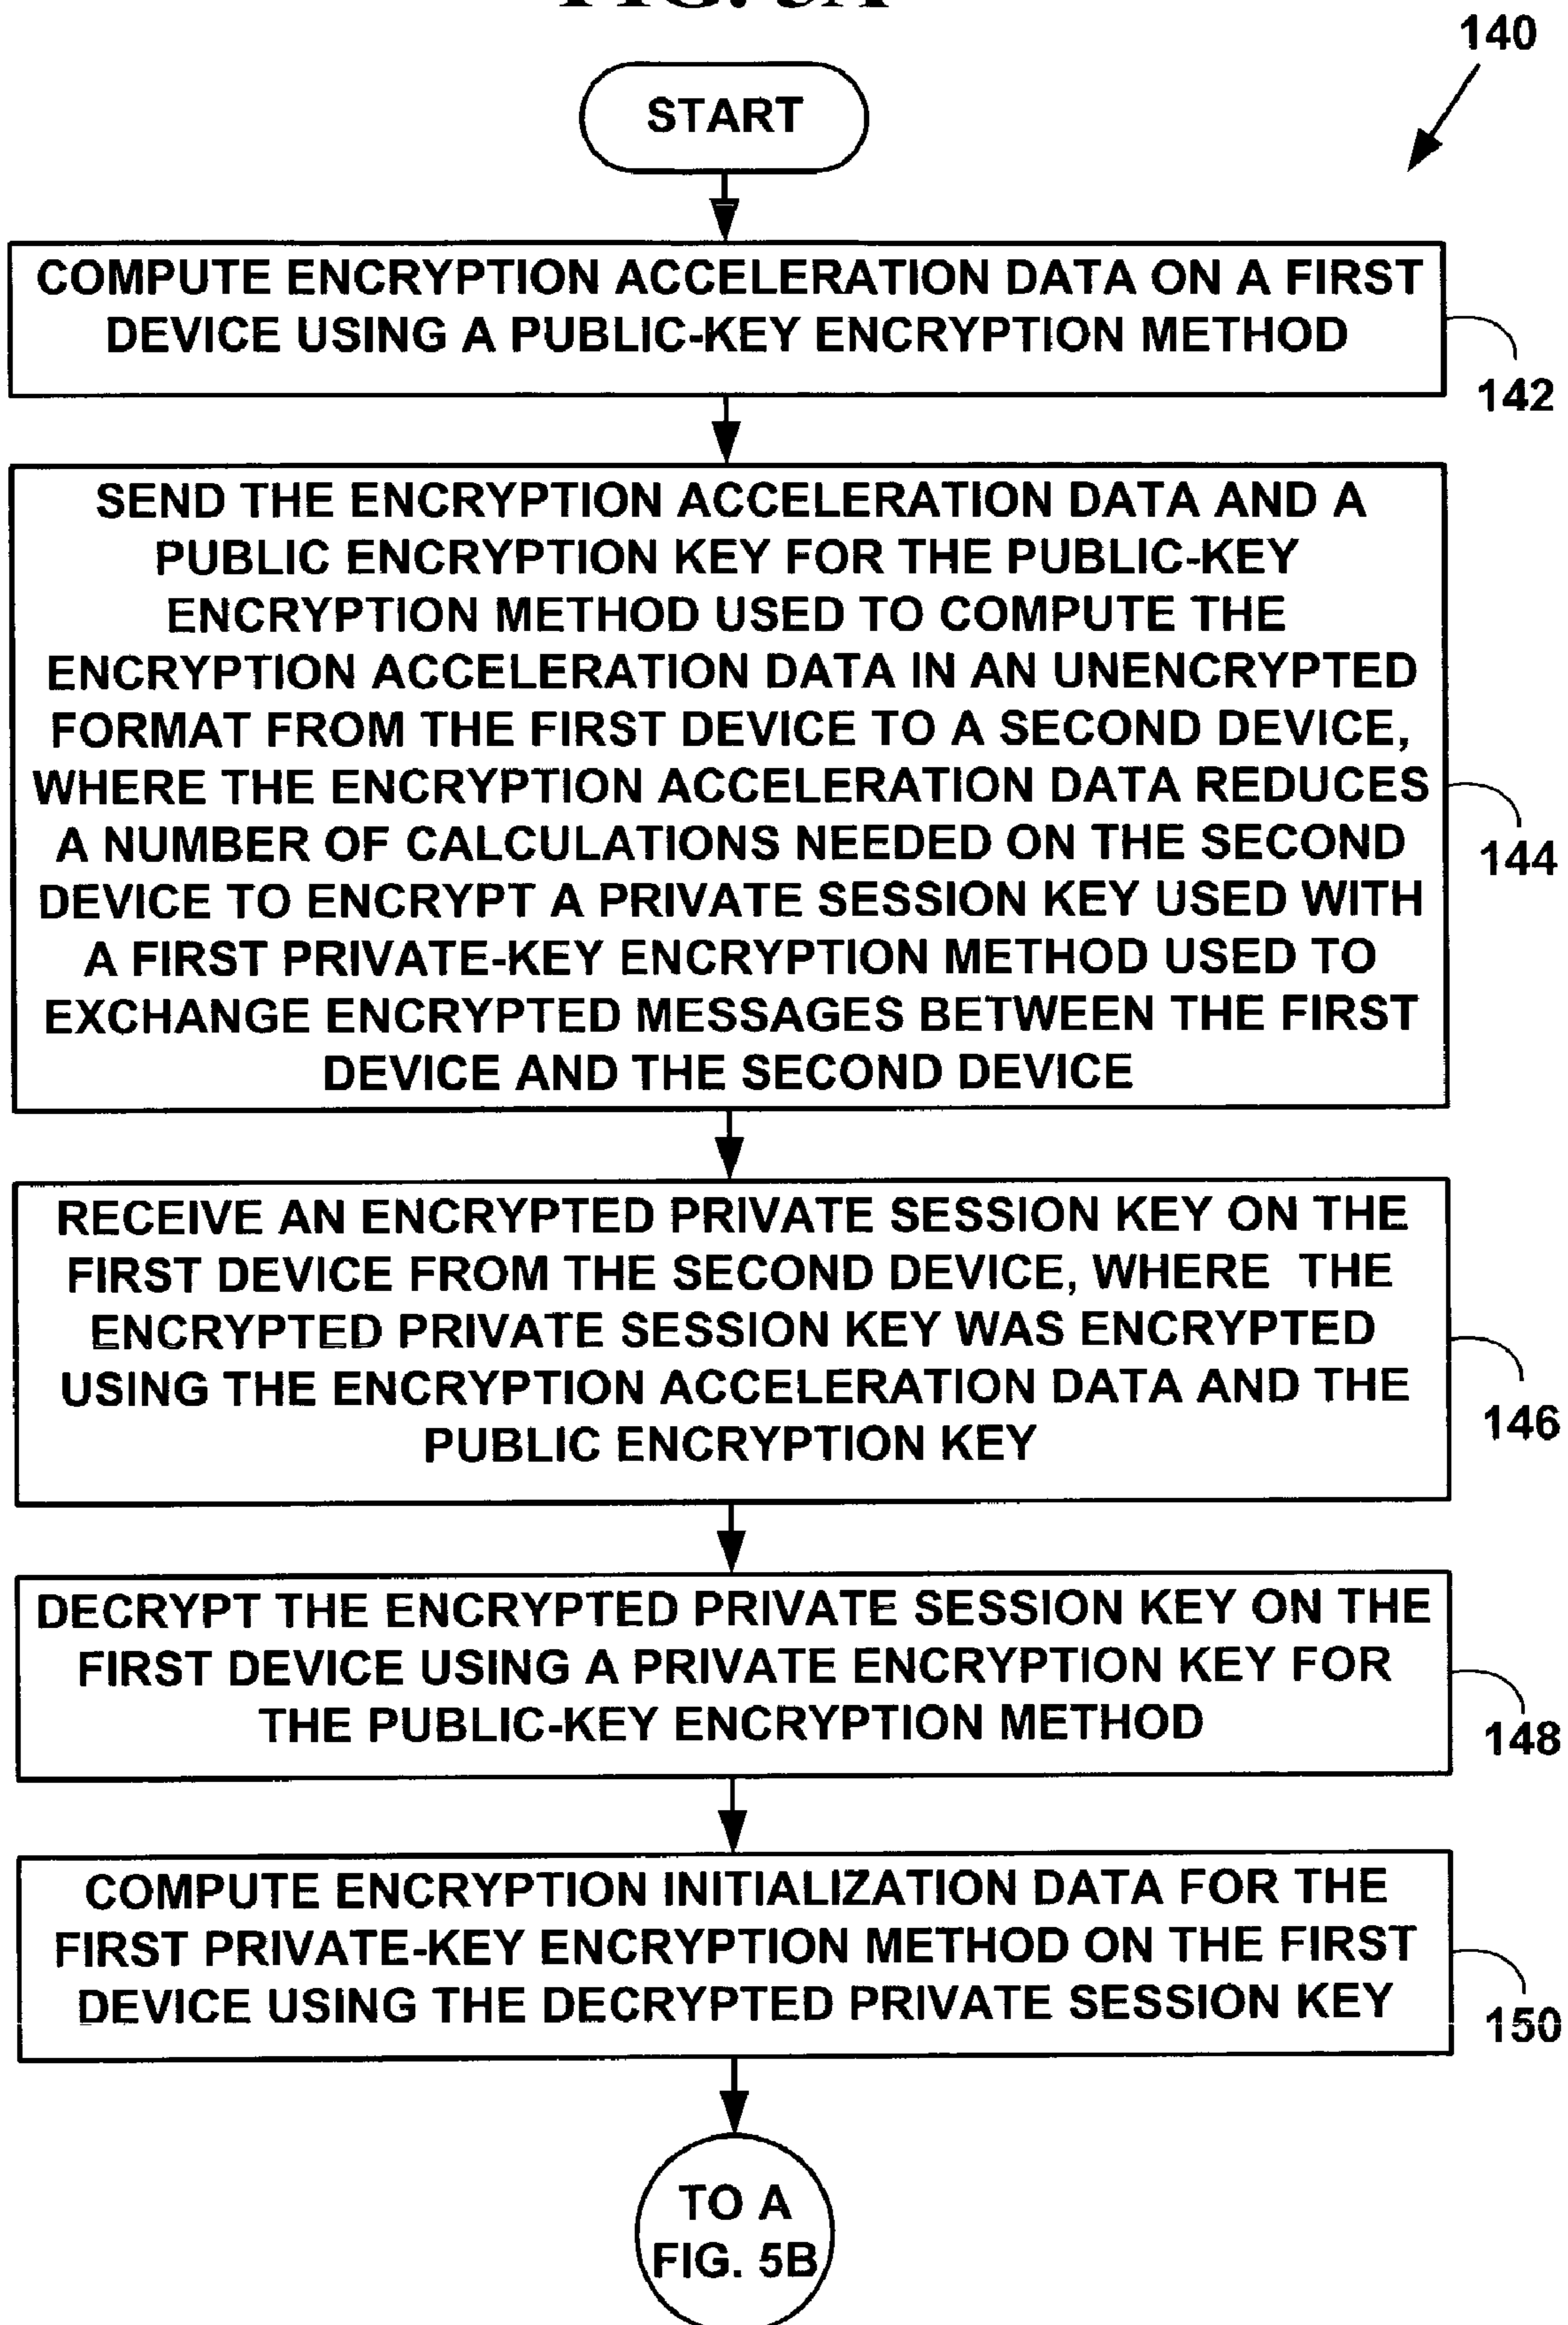 140
START
COMPUTE ENCRYPTION ACCELERATION DATA ON A FIRST
DEVICE USING A PUBLIC-KEY ENCRYPTION METHOD
142
SEND THE ENCRYPTION ACCELERATION DATA AND A
PUBLIC ENCRYPTION KEY FOR THE PUBLIC-KEY
ENCRYPTION METHOD USED TO COMPUTE THE
ENCRYPTION ACCELERATION DATA IN AN UNENCRYPTED
FORMAT FROM THE FIRST DEVICE TO A SECOND DEVICE,
WHERE THE ENCRYPTION ACCELERATION DATA REDUCES
A NUMBER OF CALCULATIONS NEEDED ON THE SECOND
DEVICE TO ENCRYPT A PRIVATE SESSION KEY USED WITH
A FIRST PRIVATE-KEY ENCRYPTION METHOD USED TO
EXCHANGE ENCRYPTED MESSAGES BETWEEN THE FIRST
DEVICE AND THE SECOND DEVICE
144
RECEIVE AN ENCRYPTED PRIVATE SESSION KEY ON THE
FIRST DEVICE FROM THE SECOND DEVICE, WHERE THE
ENCRYPTED PRIVATE SESSION KEY WAS ENCRYPTED
USING THE ENCRYPTION ACCELERATION DATA AND THE
PUBLIC ENCRYPTION KEY
146
DECRYPT THE ENCRYPTED PRIVATE SESSION KEY ON THE
FIRST DEVICE USING A PRIVATE ENCRYPTION KEY FOR
THE PUBLIC-KEY ENCRYPTION METHOD
148
COMPUTE ENCRYPTION INITIALIZATION DATA FOR THE
FIRST PRIVATE-KEY ENCRYPTION METHOD ON THE FIRST
DEVICE USING THE DECRYPTED PRIVATE SESSION KEY
150
TO A
FIG. 5B